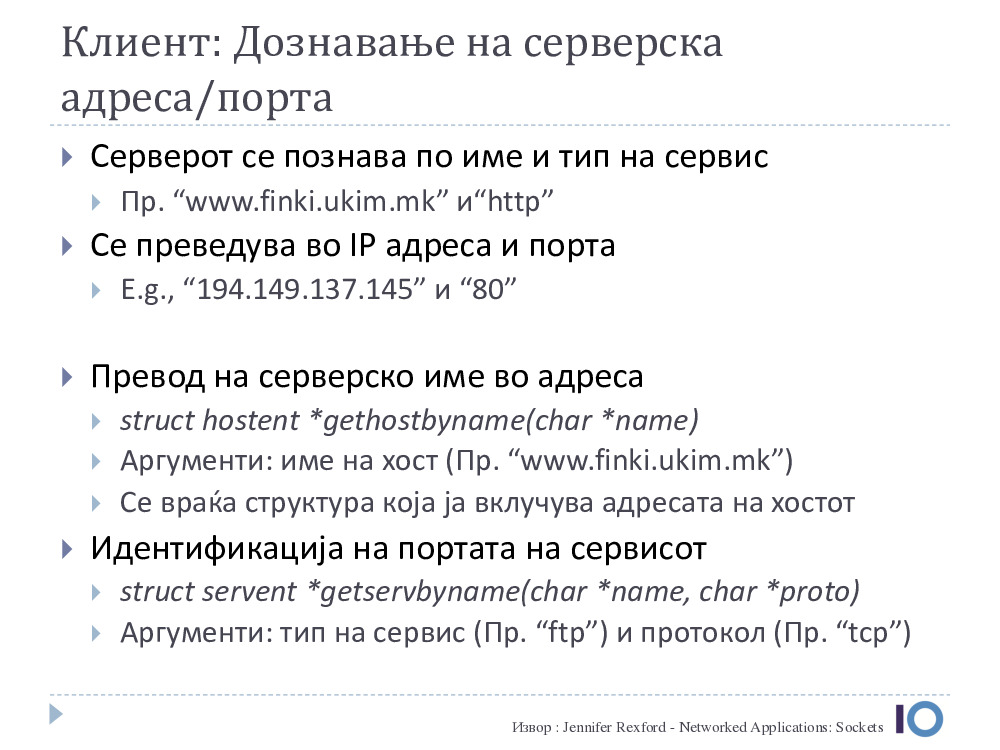 Клиент: Дознавање на серверска
адреса/порта
Серверот се познава по име и тип на сервис
Пр. “www.finki.ukim.mk” и“http”
Се преведува во IP адреса и порта
E.g., “194.149.137.145” и “80”
Превод на серверско име во адреса
struct hostent *gethostbyname(char *name)
Аргументи: име на хост (Пр. “www.finki.ukim.mk”)
Се враќа структура која ја вклучува адресата на хостот
Идентификација на портата на сервисот
struct servent *getservbyname(char *name, char *proto)
Аргументи: тип на сервис (Пр. “ftp”) и протокол (Пр. “tcp”)
Извор : Jennifer Rexford - Networked Applications: Sockets